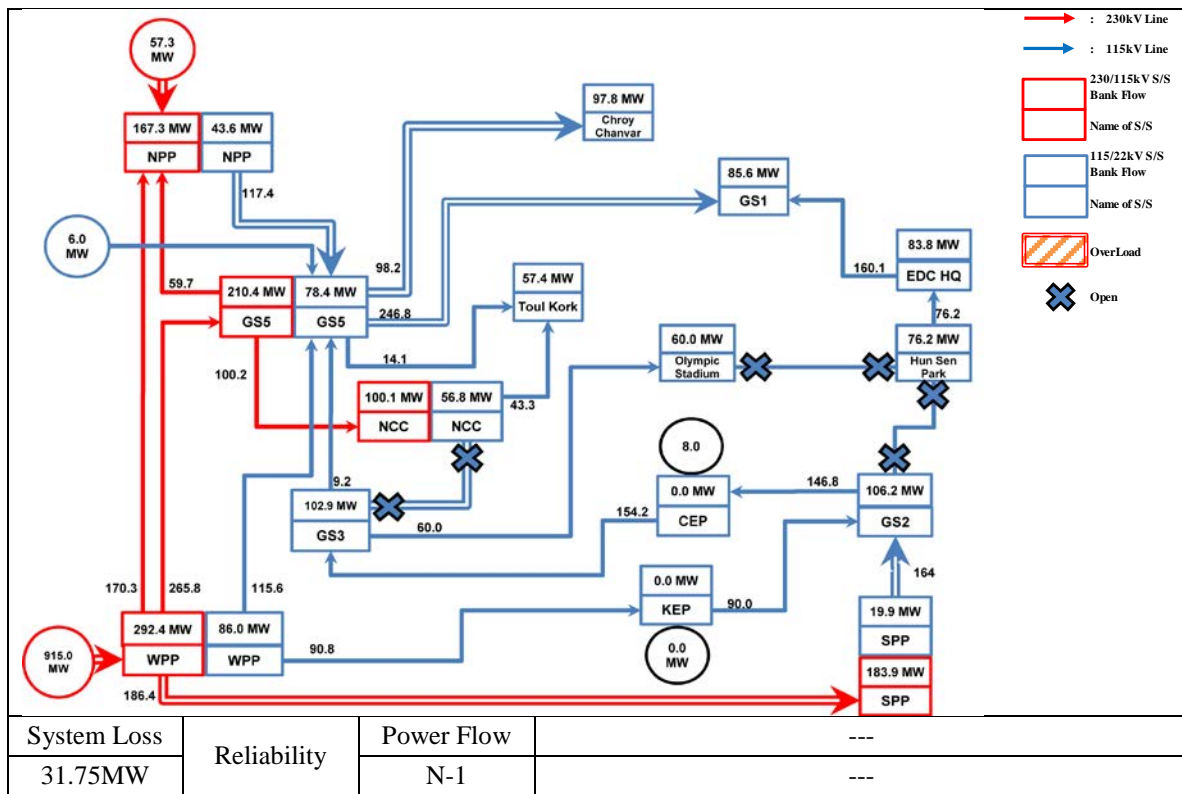 57.3
MW
167.3 MW
NPP
43.6 MW
NPP
117.4
6.0
MW
59.7
210.4 MW
GS5
78.4 MW
GS5
98.2
246.8
14.1
100.2
97.8 MW
Chroy
Chanvar
85.6 MW
GS1
160.1
83.8 MW
EDC HQ
76.2
57.4 MW
Toul Kork
60.0 MW
Olympic
Stadium
76.2 MW
Hun Sen
Park
100.1 MW
NCC
56.8 MW
NCC
43.3
9.2
102.9 MW
GS3
60.0
8.0
0.0 MW
CEP
154.2
146.8
106.2 MW
GS2
170.3
265.8
115.6
0.0 MW
KEP
90.0
164
0.0
MW
915.0
MW
292.4 MW
WPP
86.0 MW
WPP
90.8
186.4
19.9 MW
SPP
183.9 MW
SPP
: 230kV Line
: 115kV Line
230/115kV S/S
Bank Flow
Name of S/S
115/22kV S/S
Bank Flow
Name of S/S
OverLoad
Open
System Loss
31.75MW
Reliability
Power Flow
---
N-1
---